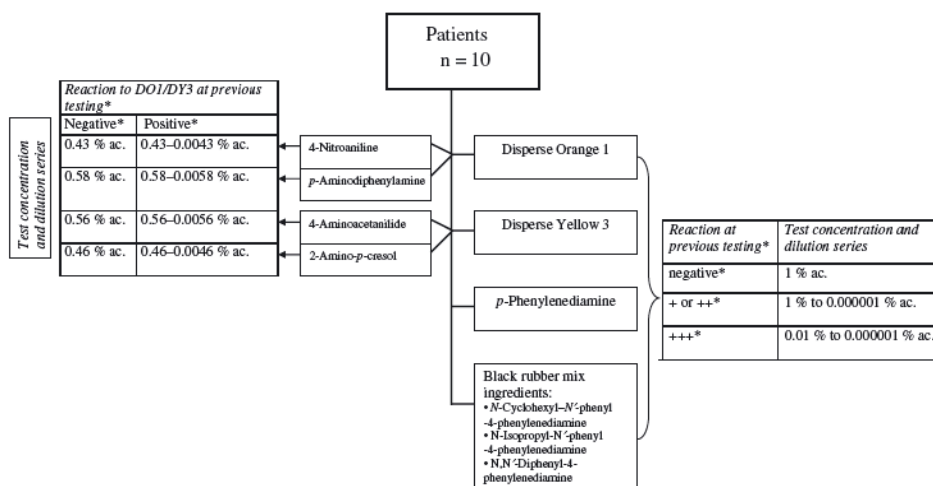 Patients
n = 10
Reaction to DO1/DY3 at previous
testing*
Negative* Positive*
0.43 % ac. 0.43–0.0043 % ac.
0.58 % ac. 0.58–0.0058 % ac.
0.56 % ac. 0.56–0.0056 % ac.
0.46 % ac. 0.46–0.0046 % ac.
Test concentration
and dilution series
4-Nitroaniline
p-Aminodiphenylamine
4-Aminoacetanilide
2-Amino-p-cresol
Disperse Orange 1
Disperse Yellow 3
p-Phenylenediamine
Black rubber mix
ingredients:
• N-Cyclohexyl–N′-phenyl
-4-phenylenediamine
• N-Isopropyl-N′-phenyl
-4-phenylenediamine
• N,N′-Diphenyl-4-
phenylenediamine
Reaction at Test concentration and
previous testing* dilution series
negative* 1 % ac.
+ or ++* 1 % to 0.000001 % ac.
+++* 0.01 % to 0.000001 % ac.